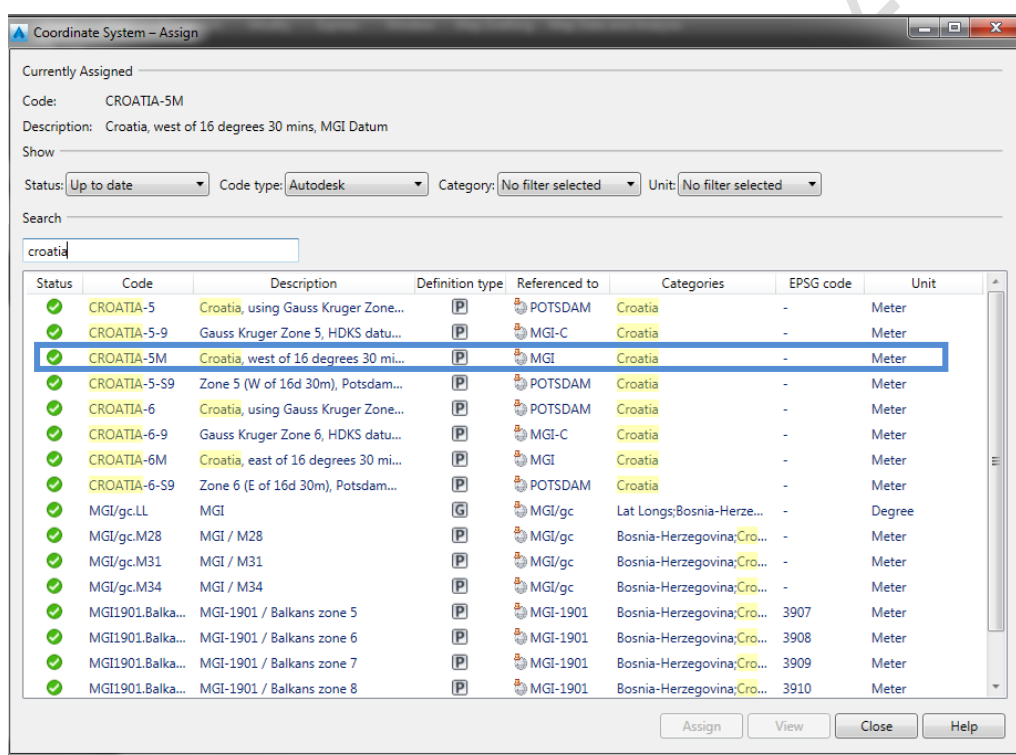 Coordinate System – Assign
Currently Assigned
Code: CROATIA-5M
Description: Croatia, west of 16 degrees 30 mins, MGI Datum
Show
Status: Up to date Code type: Autodesk Category: No filter selected Unit: No filter selected
Search
croatia
Status Code Description Definition type Referenced to Categories EPSG code Unit
CROATIA-5 Croatia, using Gauss Kruger Zone... P POTSDAM Croatia - Meter
CROATIA-5-9 Gauss Kruger Zone 5, HDKS datu... P MGI-C Croatia - Meter
CROATIA-5M Croatia, west of 16 degrees 30 mi... P MGI Croatia - Meter
CROATIA-5-S9 Zone 5 (W of 16d 30m), Potsdam... P POTSDAM Croatia - Meter
CROATIA-6 Croatia, using Gauss Kruger Zone... P POTSDAM Croatia - Meter
CROATIA-6-9 Gauss Kruger Zone 6, HDKS datu... P MGI-C Croatia - Meter
CROATIA-6M Croatia, east of 16 degrees 30 mi... P MGI Croatia - Meter
CROATIA-6-S9 Zone 6 (E of 16d 30m), Potsdam... P POTSDAM Croatia - Meter
MGI/gc.LL MGI G MGI/gc Lat Longs;Bosnia-Herze... - Degree
MGI/gc.M28 MGI / M28 P MGI/gc Bosnia-Herzegovina;Cro... - Meter
MGI/gc.M31 MGI / M31 P MGI/gc Bosnia-Herzegovina;Cro... - Meter
MGI/gc.M34 MGI / M34 P MGI/gc Bosnia-Herzegovina;Cro... - Meter
MGI1901.Balka... MGI-1901 / Balkans zone 5 P MGI-1901 Bosnia-Herzegovina;Cro... 3907 Meter
MGI1901.Balka... MGI-1901 / Balkans zone 6 P MGI-1901 Bosnia-Herzegovina;Cro... 3908 Meter
MGI1901.Balka... MGI-1901 / Balkans zone 7 P MGI-1901 Bosnia-Herzegovina;Cro... 3909 Meter
MGI1901.Balka... MGI-1901 / Balkans zone 8 P MGI-1901 Bosnia-Herzegovina;Cro... 3910 Meter
Assign View Close Help